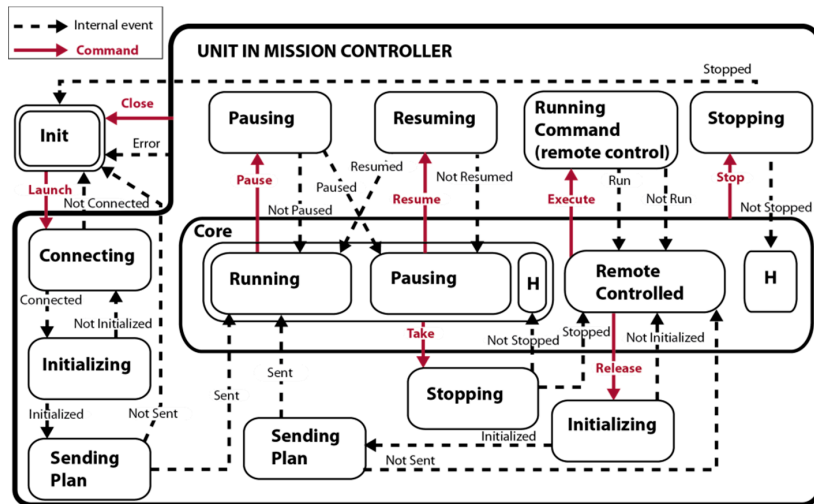 Internal event
Command
UNIT IN MISSION CONTROLLER
Stopped
Close
Init
Error
Pausing
Resuming
Running
Command
(remote control)
Stopping
Launch
Not Connected
Pause
Paused
Resumed
Resume
Not Resumed
Execute
Run
Not Run
Stop
Not Paused
Not Stopped
Core
Connecting
Running
Pausing
H
Remote
Controlled
H
Connected
Not Initialized
Take
Not Stopped
Stopped
Not Initialized
Initializing
Release
Sent
Sent
Stopping
Initialized
Not Sent
Sending
Plan
Sending
Plan
Initialized
Initializing
Not Sent